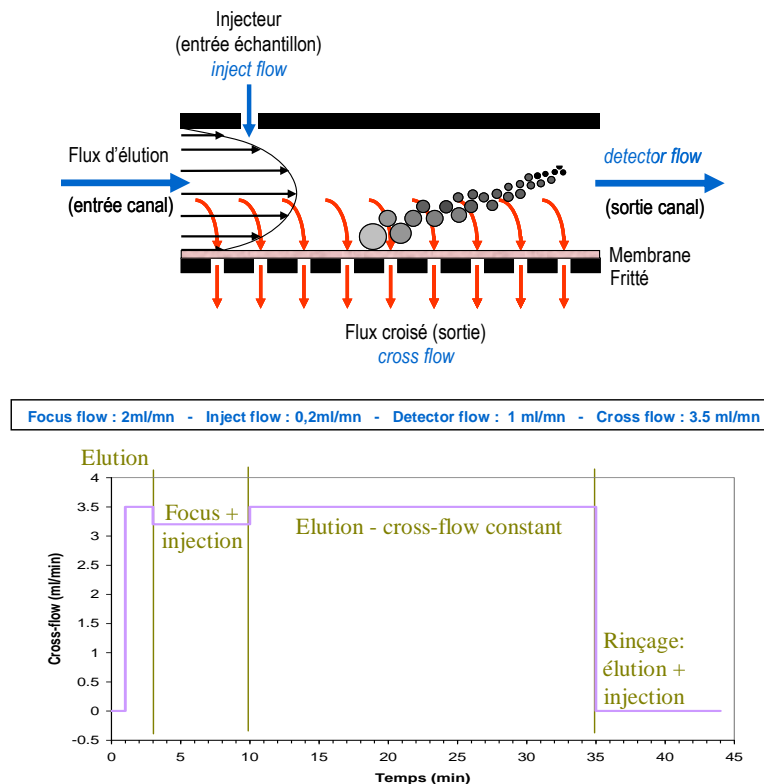 Injecteur
(entrée échantillon)
inject flow
Flux d'élution
(entrée canal)
detector flow
(sortie canal)
Membrane
Fritté
Flux croisé (sortie)
cross flow
Focus flow : 2ml/mn - Inject flow : 0,2ml/mn - Detector flow : 1 ml/mn - Cross flow : 3.5 ml/mn
Elution
Focus +
injection
Elution - cross-flow constant
Rinçage:
élution +
injection
Cross-flow (ml/min)
4
3.5
3
2.5
2
1.5
1
0.5
0
-0.5
0 5 10 15 20 25 30 35 40 45
Temps (min)